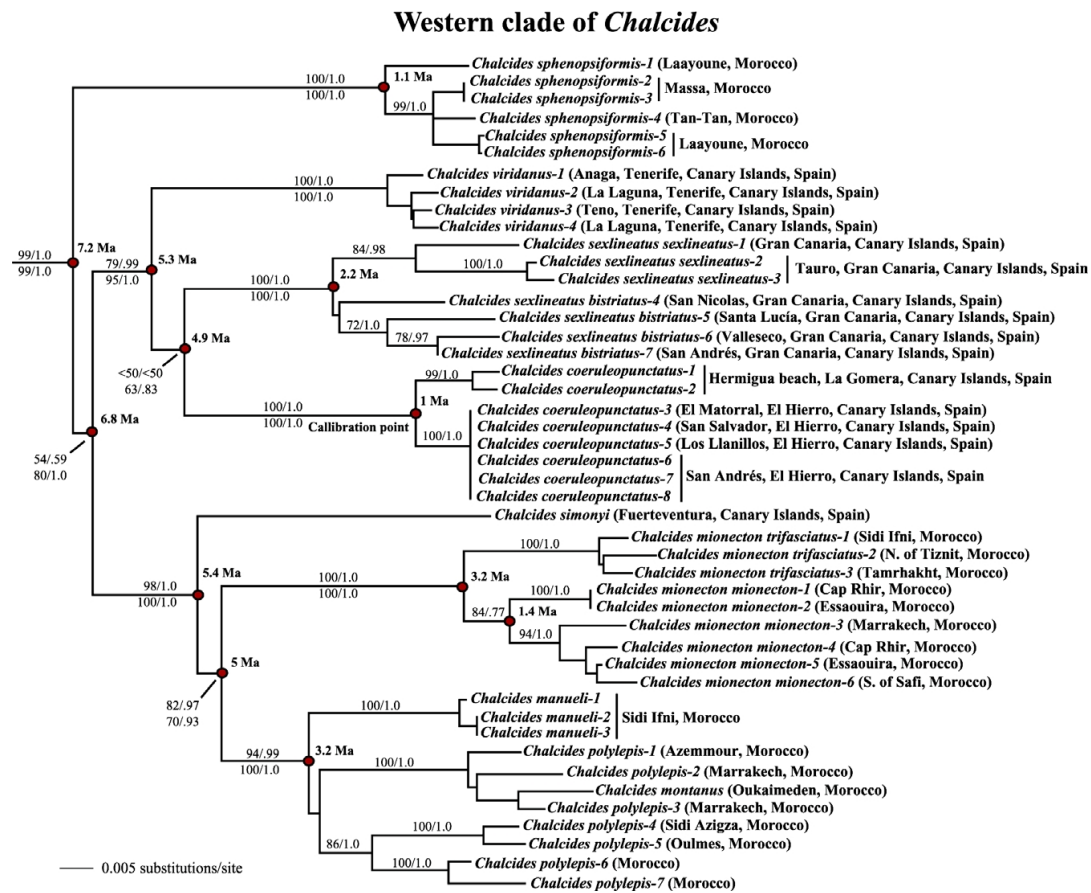 Western clade of Chalcides
Chalcides sphenopsiformis-1 (Laayoune, Morocco)
1.1 Ma
100/1.0
100/1.0
Chalcides sphenopsiformis-2
Chalcides sphenopsiformis-3
Massa, Morocco
99/1.0
Chalcides sphenopsiformis-4 (Tan-Tan, Morocco)
Chalcides sphenopsiformis-5
Chalcides sphenopsiformis-6
Laayoune, Morocco
Chalcides viridanus-1 (Anaga, Tenerife, Canary Islands, Spain)
100/1.0
100/1.0
Chalcides viridanus-2 (La Laguna, Tenerife, Canary Islands, Spain)
Chalcides viridanus-3 (Teno, Tenerife, Canary Islands, Spain)
Chalcides viridanus-4 (La Laguna, Tenerife, Canary Islands, Spain)
99/1.0
99/1.0
7.2 Ma
79/.99
95/1.0
5.3 Ma
84/.98
Chalcides sexlineatus sexlineatus-1 (Gran Canaria, Canary Islands, Spain)
100/1.0
Chalcides sexlineatus sexlineatus-2
Chalcides sexlineatus sexlineatus-3
Tauro, Gran Canaria, Canary Islands, Spain
2.2 Ma
100/1.0
100/1.0
Chalcides sexlineatus bistriatus-4 (San Nicolas, Gran Canaria, Canary Islands, Spain)
72/1.0
Chalcides sexlineatus bistriatus-5 (Santa Lucía, Gran Canaria, Canary Islands, Spain)
78/.97
Chalcides sexlineatus bistriatus-6 (Valleseco, Gran Canaria, Canary Islands, Spain)
Chalcides sexlineatus bistriatus-7 (San Andrés, Gran Canaria, Canary Islands, Spain)
4.9 Ma
<50/<50
63/.83
99/1.0
Chalcides coeruleopunctatus-1
Chalcides coeruleopunctatus-2
Hermigua beach, La Gomera, Canary Islands, Spain
1 Ma
100/1.0
100/1.0
Callibration point
100/1.0
Chalcides coeruleopunctatus-3 (El Matorral, El Hierro, Canary Islands, Spain)
Chalcides coeruleopunctatus-4 (San Salvador, El Hierro, Canary Islands, Spain)
Chalcides coeruleopunctatus-5 (Los Llanillos, El Hierro, Canary Islands, Spain)
Chalcides coeruleopunctatus-6
Chalcides coeruleopunctatus-7
Chalcides coeruleopunctatus-8
San Andrés, El Hierro, Canary Islands, Spain
6.8 Ma
54/.59
80/1.0
Chalcides simonyi (Fuerteventura, Canary Islands, Spain)
98/1.0
100/1.0
5.4 Ma
100/1.0
Chalcides mionecton trifasciatus-1 (Sidi Ifni, Morocco)
Chalcides mionecton trifasciatus-2 (N. of Tiznit, Morocco)
Chalcides mionecton trifasciatus-3 (Tamrhakht, Morocco)
100/1.0
100/1.0
3.2 Ma
84/.77
1.4 Ma
100/1.0
Chalcides mionecton mionecton-1 (Cap Rhir, Morocco)
Chalcides mionecton mionecton-2 (Essaouira, Morocco)
94/1.0
Chalcides mionecton mionecton-3 (Marrakech, Morocco)
Chalcides mionecton mionecton-4 (Cap Rhir, Morocco)
Chalcides mionecton mionecton-5 (Essaouira, Morocco)
Chalcides mionecton mionecton-6 (S. of Safi, Morocco)
5 Ma
82/.97
70/.93
100/1.0
Chalcides manueli-1
Chalcides manueli-2
Chalcides manueli-3
Sidi Ifni, Morocco
94/.99
100/1.0
3.2 Ma
100/1.0
Chalcides polylepis-1 (Azemmour, Morocco)
Chalcides polylepis-2 (Marrakech, Morocco)
Chalcides montanus (Oukaimeden, Morocco)
Chalcides polylepis-3 (Marrakech, Morocco)
86/1.0
100/1.0
Chalcides polylepis-4 (Sidi Azigza, Morocco)
Chalcides polylepis-5 (Oulmes, Morocco)
100/1.0
Chalcides polylepis-6 (Morocco)
Chalcides polylepis-7 (Morocco)
0.005 substitutions/site